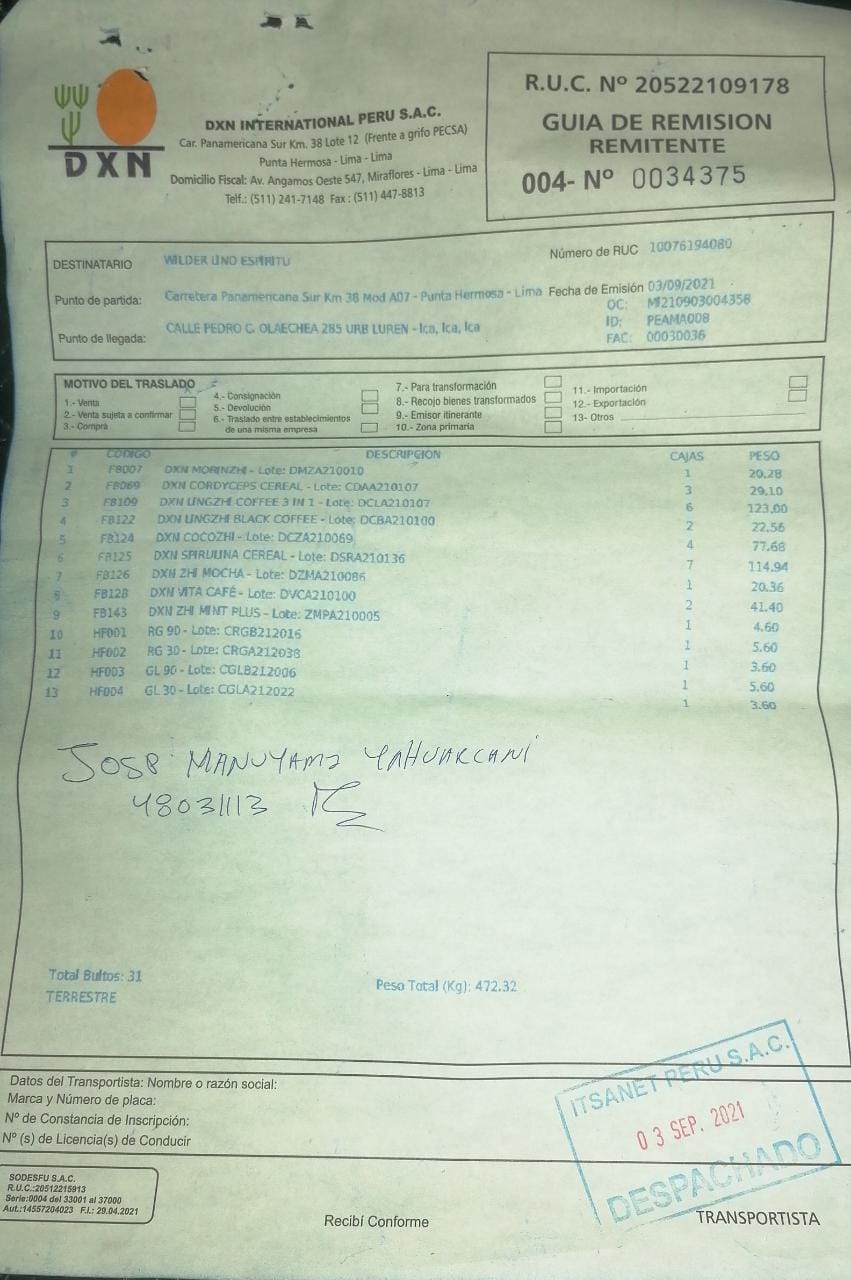 DXN
DXN INTERNATIONAL PERU S.A.C.
Car. Panamericana Sur Km. 38 Lote 12 (Frente a grifo PECSA)
Punta Hermosa - Lima - Lima
Domicilio Fiscal: Av. Angamos Oeste 547, Miraflores - Lima - Lima
Telf.: (511) 241-7148 Fax : (511) 447-8813
R.U.C. Nº 20522109178
GUIA DE REMISION
REMITENTE
004- Nº 0034375
DESTINATARIO WILDER LINO ESPIRITU Número de RUC 10076194080
Punto de partida: Carretera Panamericana Sur Km 38 Mod A07 - Punta Hermosa - Lima Fecha de Emisión 03/09/2021
OC: M210903004358
Punto de llegada: CALLE PEDRO C. OLAECHEA 285 URB LUREN - Ica, Ica, Ica ID: PEAMA008
FAC: 00030036
MOTIVO DEL TRASLADO
1.- Venta
2.- Venta sujeta a confirmar
3.- Compra
4.- Consignación
5.- Devolución
6.- Traslado entre establecimientos
de una misma empresa
7.- Para transformación
8.- Recojo bienes transformados
9.- Emisor itinerante
10.- Zona primaria
11.- Importación
12.- Exportación
13- Otros
# CODIGO DESCRIPCIÓN CAJAS PESO
1 FB007 DXN MORINZHI - Lote: DMZA210010 1 20.28
2 FB069 DXN CORDYCEPS CEREAL - Lote: CDAA210107 3 29.10
3 FB109 DXN LINGZHI COFFEE 3 IN 1 - Lote: DCLA210107 6 123.00
4 FB122 DXN LINGZHI BLACK COFFEE - Lote: DCBA210100 2 22.56
5 FB124 DXN COCOZHI - Lote: DCZA210069 4 77.68
6 FB125 DXN SPIRULINA CEREAL - Lote: DSRA210136 7 114.94
7 FB126 DXN ZHI MOCHA - Lote: DZMA210086 1 20.36
8 FB128 DXN VITA CAFÉ - Lote: DVCA210100 2 41.40
9 FB143 DXN ZHI MINT PLUS - Lote: ZMPA210005 1 4.60
10 HF001 RG 90 - Lote: CRGB212016 1 5.60
11 HF002 RG 30 - Lote: CRGA212038 1 3.60
12 HF003 GL 90 - Lote: CGLB212006 1 5.60
13 HF004 GL 30 - Lote: CGLA212022 1 3.60
JOSE MANUYAMA YAHUARCANI
48031113
Total Bultos: 31 Peso Total (Kg): 472.32
TERRESTRE
Datos del Transportista: Nombre o razón social:
Marca y Número de placa:
Nº de Constancia de Inscripción:
Nº (s) de Licencia(s) de Conducir
ITSANET PERU S.A.C.
03 SEP. 2021
DESPACHADO
SODESFU S.A.C.
R.U.C.:20512215913
Serie:0004 del 33001 al 37000
Aut.:14557204023 F.I.: 29.04.2021
Recibí Conforme
TRANSPORTISTA